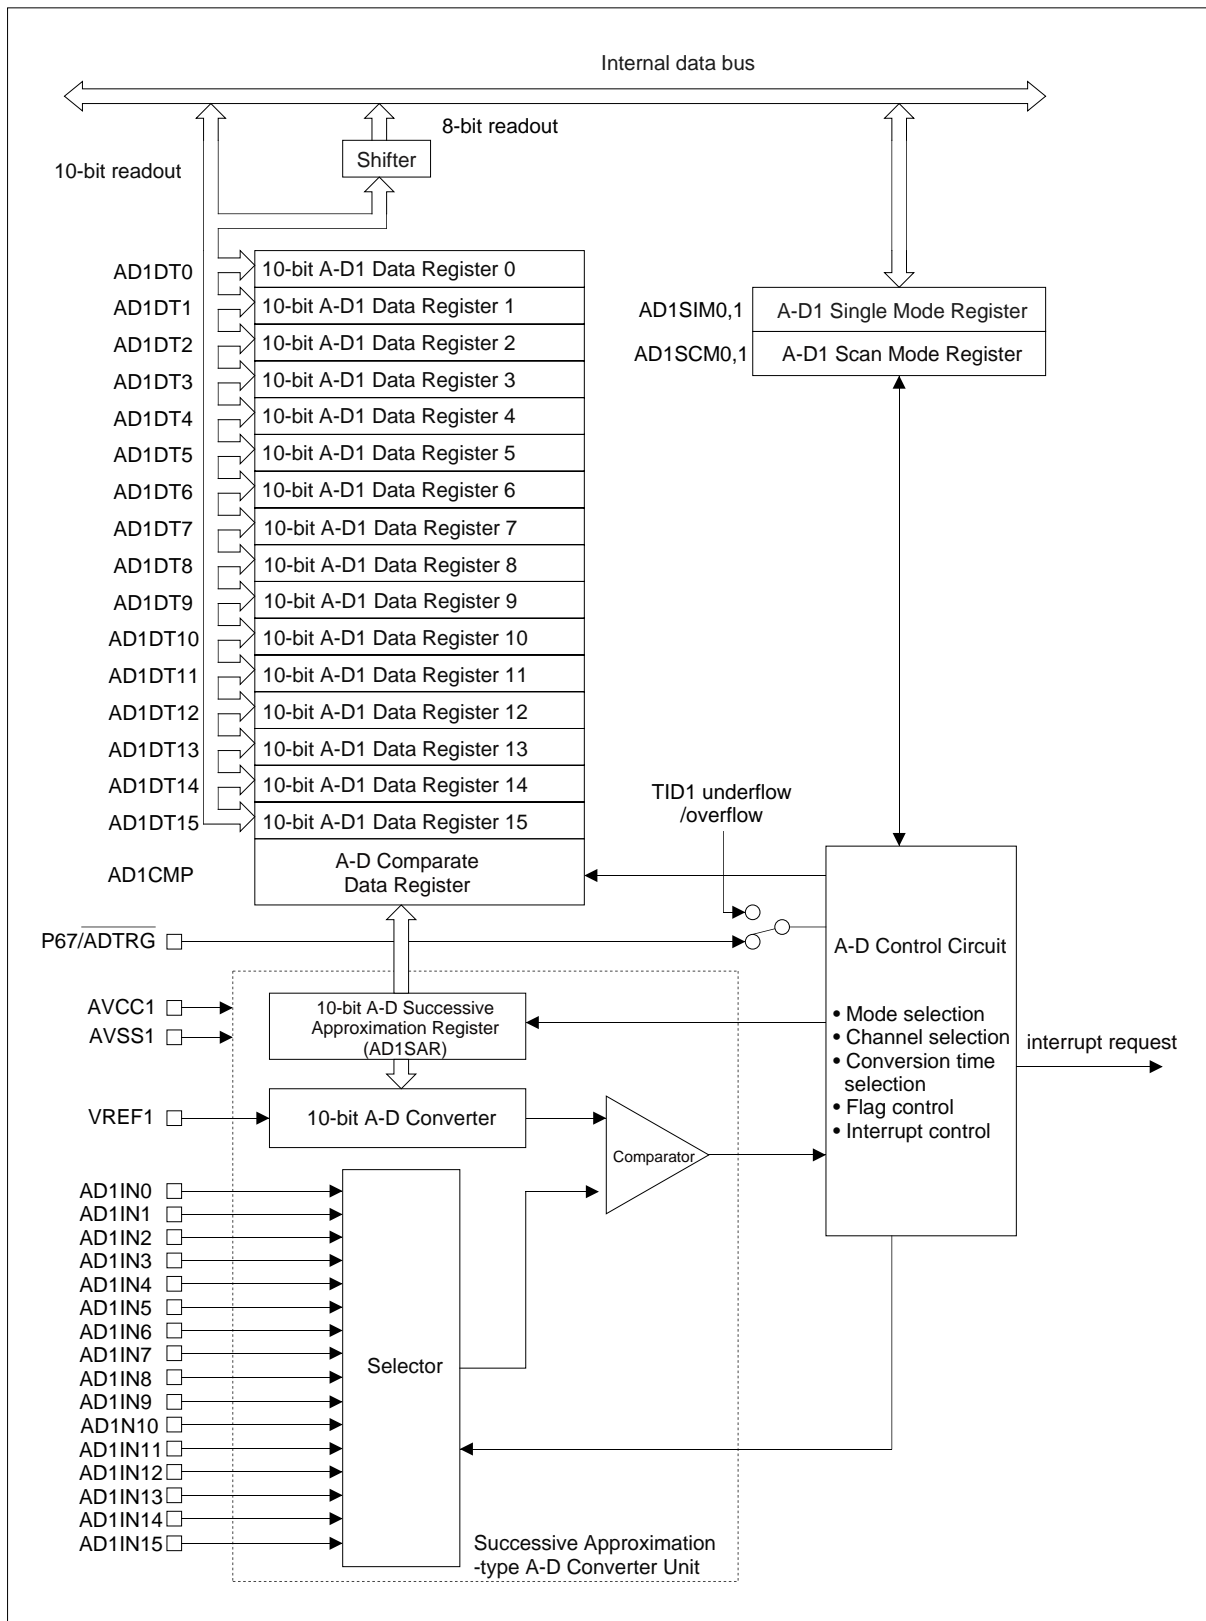 Internal data bus
8-bit readout
Shifter
10-bit readout
AD1DT0
10-bit A-D1 Data Register 0
AD1DT1
10-bit A-D1 Data Register 1
AD1DT2
10-bit A-D1 Data Register 2
AD1DT3
10-bit A-D1 Data Register 3
AD1DT4
10-bit A-D1 Data Register 4
AD1DT5
10-bit A-D1 Data Register 5
AD1DT6
10-bit A-D1 Data Register 6
AD1DT7
10-bit A-D1 Data Register 7
AD1DT8
10-bit A-D1 Data Register 8
AD1DT9
10-bit A-D1 Data Register 9
AD1DT10
10-bit A-D1 Data Register 10
AD1DT11
10-bit A-D1 Data Register 11
AD1DT12
10-bit A-D1 Data Register 12
AD1DT13
10-bit A-D1 Data Register 13
AD1DT14
10-bit A-D1 Data Register 14
AD1DT15
10-bit A-D1 Data Register 15
AD1CMP
A-D Comparate
Data Register
AD1SIM0,1
A-D1 Single Mode Register
AD1SCM0,1
A-D1 Scan Mode Register
TID1 underflow
/overflow
P67/ADTRG
AVCC1
AVSS1
10-bit A-D Successive
Approximation Register
(AD1SAR)
VREF1
10-bit A-D Converter
Comparator
A-D Control Circuit
• Mode selection
• Channel selection
• Conversion time
selection
• Flag control
• Interrupt control
interrupt request
AD1IN0
AD1IN1
AD1IN2
AD1IN3
AD1IN4
AD1IN5
AD1IN6
AD1IN7
AD1IN8
AD1IN9
AD1N10
AD1IN11
AD1IN12
AD1IN13
AD1IN14
AD1IN15
Selector
Successive Approximation
-type A-D Converter Unit